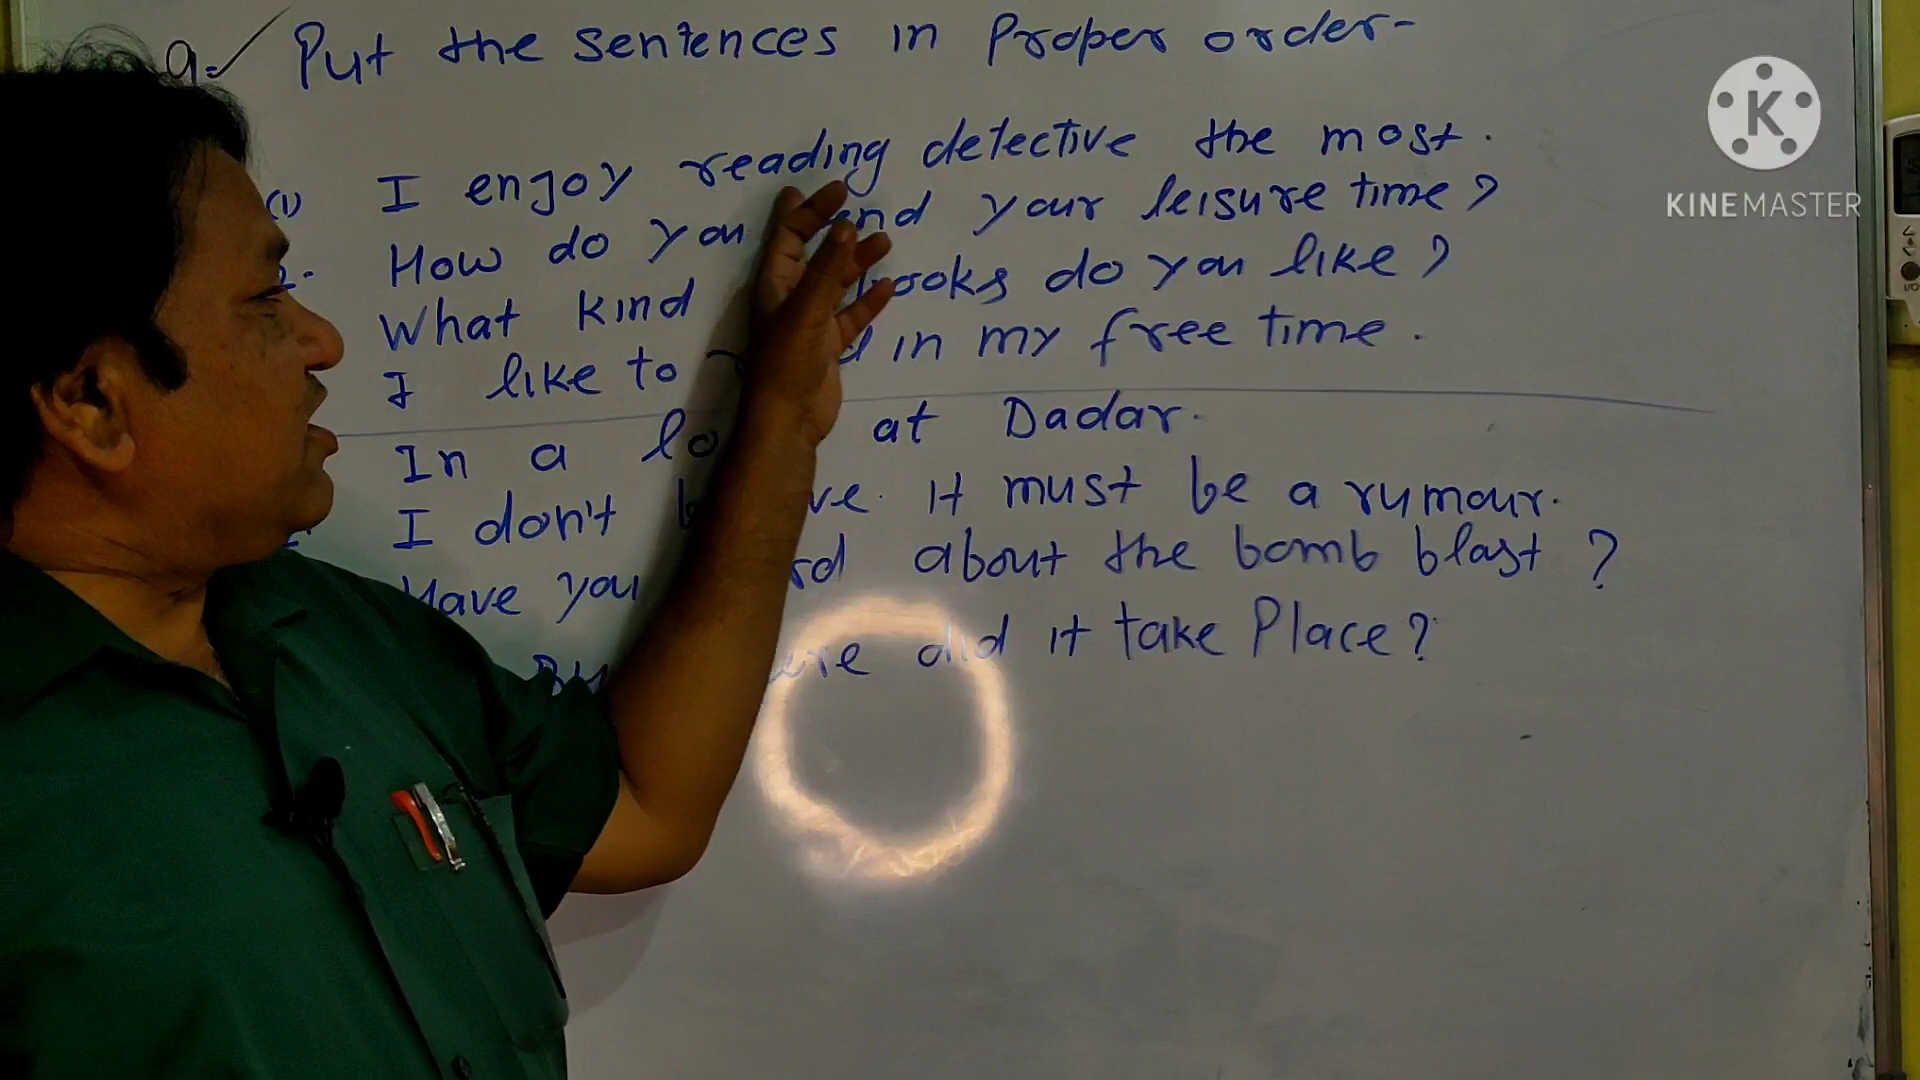 Q. Put the sentences in Proper order-
(1) I enjoy reading detective the most.
2. How do you your leisure time?
What kind books do you like?
I like to in my free time.
In a at Dadar.
I don't It must be a rumour.
Have you about the bomb blast?
did it take Place?
K
KINEMASTER
I/O